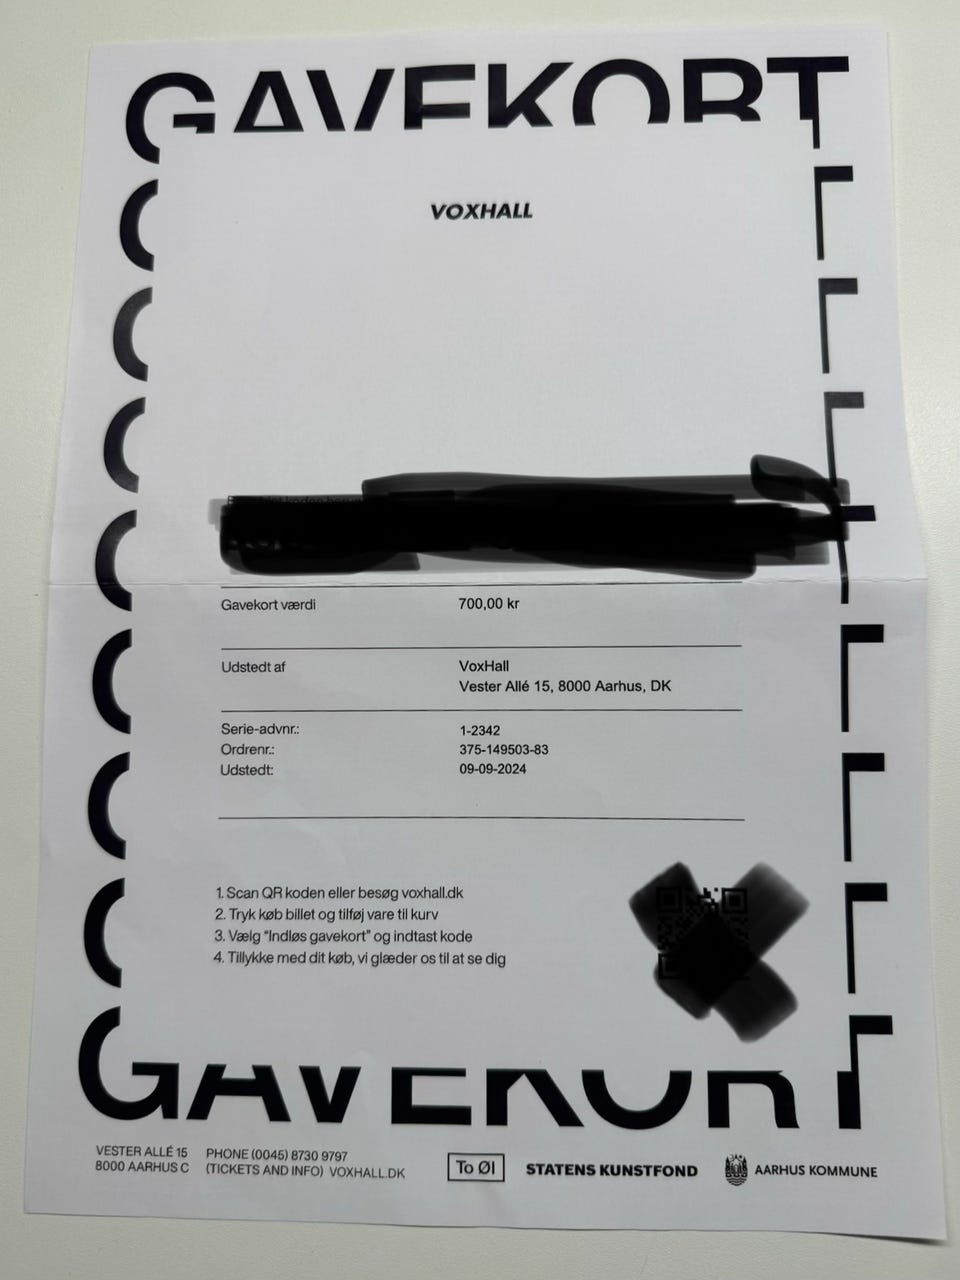 GAVEKORT
VOXHALL
Gavekort værdi 700,00 kr
Udstedt af VoxHall
Vester Allé 15, 8000 Aarhus, DK
Serie-advnr.: 1-2342
Ordrenr.: 375-149503-83
Udstedt: 09-09-2024
1. Scan QR koden eller besøg voxhall.dk
2. Tryk køb billet og tilføj vare til kurv
3. Vælg “Indløs gavekort” og indtast kode
4. Tillykke med dit køb, vi glæder os til at se dig
GAVEKORT
VESTER ALLÉ 15
8000 AARHUS C
PHONE (0045) 8730 9797
(TICKETS AND INFO) VOXHALL.DK
To Øl
STATENS KUNSTFOND
AARHUS KOMMUNE